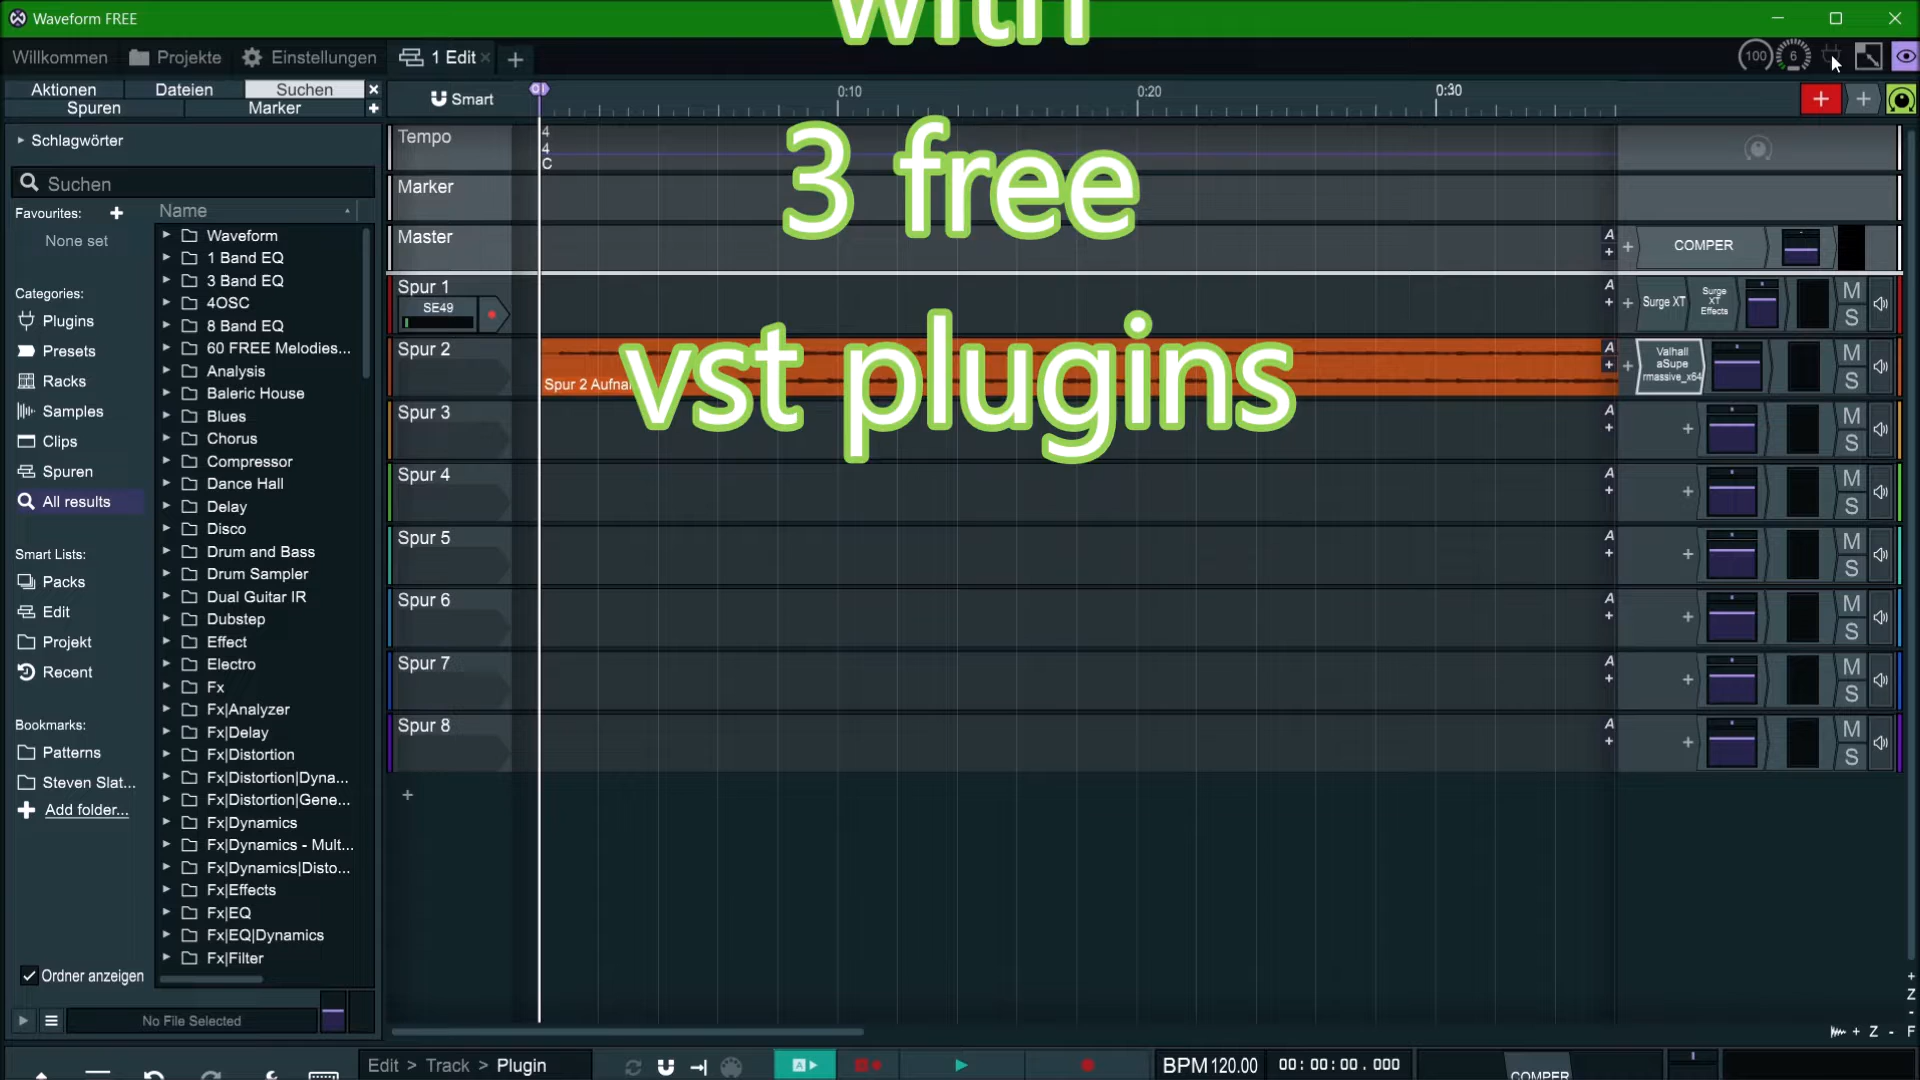 Waveform FREE
with
Willkommen
Projekte
Einstellungen
1 Edit
100
6
Aktionen
Dateien
Suchen
Spuren
Marker
Smart
0:10
0:20
0:30
Schlagwörter
Suchen
Favourites:
None set
Name
Waveform
1 Band EQ
3 Band EQ
4OSC
8 Band EQ
60 FREE Melodies...
Analysis
Baleric House
Blues
Chorus
Compressor
Dance Hall
Delay
Disco
Drum and Bass
Drum Sampler
Dual Guitar IR
Dubstep
Effect
Electro
Fx
Fx|Analyzer
Fx|Delay
Fx|Distortion
Fx|Distortion|Dyna...
Fx|Distortion|Gene...
Fx|Dynamics
Fx|Dynamics - Mult...
Fx|Dynamics|Disto...
Fx|Effects
Fx|EQ
Fx|EQ|Dynamics
Fx|Filter
Categories:
Plugins
Presets
Racks
Samples
Clips
Spuren
All results
Smart Lists:
Packs
Edit
Projekt
Recent
Bookmarks:
Patterns
Steven Slat...
Add folder...
Ordner anzeigen
No File Selected
Tempo
4
4
C
Marker
Master
A
COMPER
3 free
vst plugins
Spur 1
SE49
A
Surge XT
Surge
XT
Effects
M
S
Spur 2
Spur 2 Aufna
A
Valhall
aSupe
rmassive_x64
M
S
Spur 3
A
M
S
Spur 4
A
M
S
Spur 5
A
M
S
Spur 6
A
M
S
Spur 7
A
M
S
Spur 8
A
M
S
+
Z
-
+ Z - F
Edit > Track > Plugin
A
BPM 120.00
00:00:00.000
COMPER